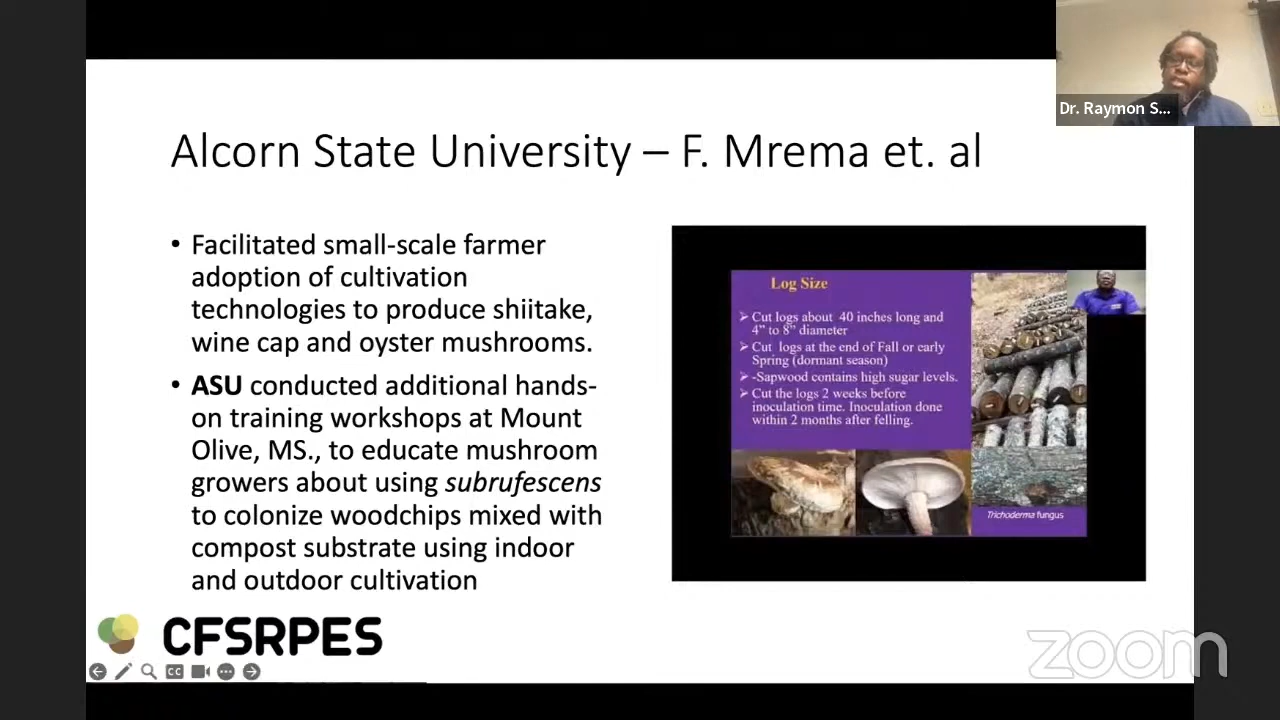 Dr. Raymon S...
Alcorn State University – F. Mrema et. al
• Facilitated small-scale farmer
adoption of cultivation
technologies to produce shiitake,
wine cap and oyster mushrooms.
• ASU conducted additional hands-
on training workshops at Mount
Olive, MS., to educate mushroom
growers about using subrufescens
to colonize woodchips mixed with
compost substrate using indoor
and outdoor cultivation
Log Size
➢ Cut logs about 40 inches long and
4" to 8" diameter
➢ Cut logs at the end of Fall or early
Spring (dormant season)
➢ -Sapwood contains high sugar levels.
➢ Cut the logs 2 weeks before
inoculation time. Inoculation done
within 2 months after felling.
Trichoderma fungus
CFSRPES
CC
zoom